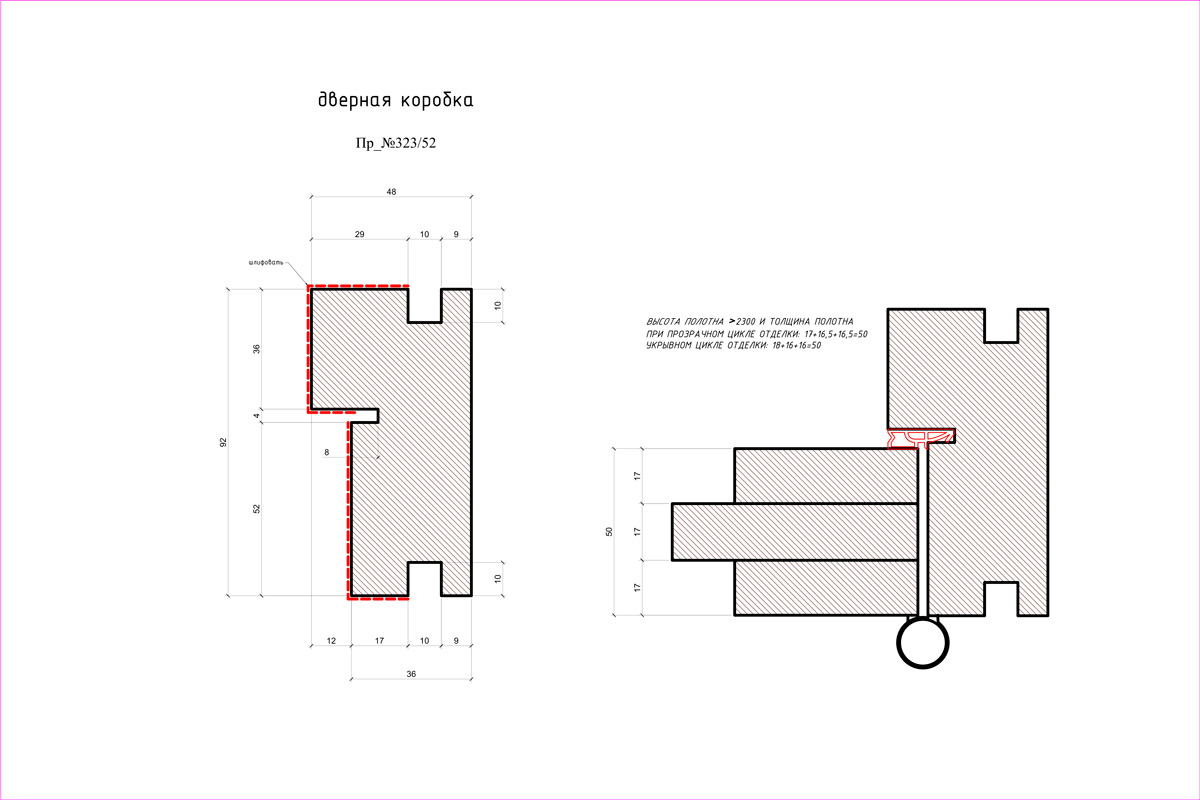 дверная коробка
Пр_№323/52
48
29 10 9
шлифовать
10
36
4
92
8
52
10
12 17 10 9
36
ВЫСОТА ПОЛОТНА >2300 И ТОЛЩИНА ПОЛОТНА
ПРИ ПРОЗРАЧНОМ ЦИКЛЕ ОТДЕЛКИ: 17+16,5+16,5=50
УКРЫВНОМ ЦИКЛЕ ОТДЕЛКИ: 18+16+16=50
17
50
17
17